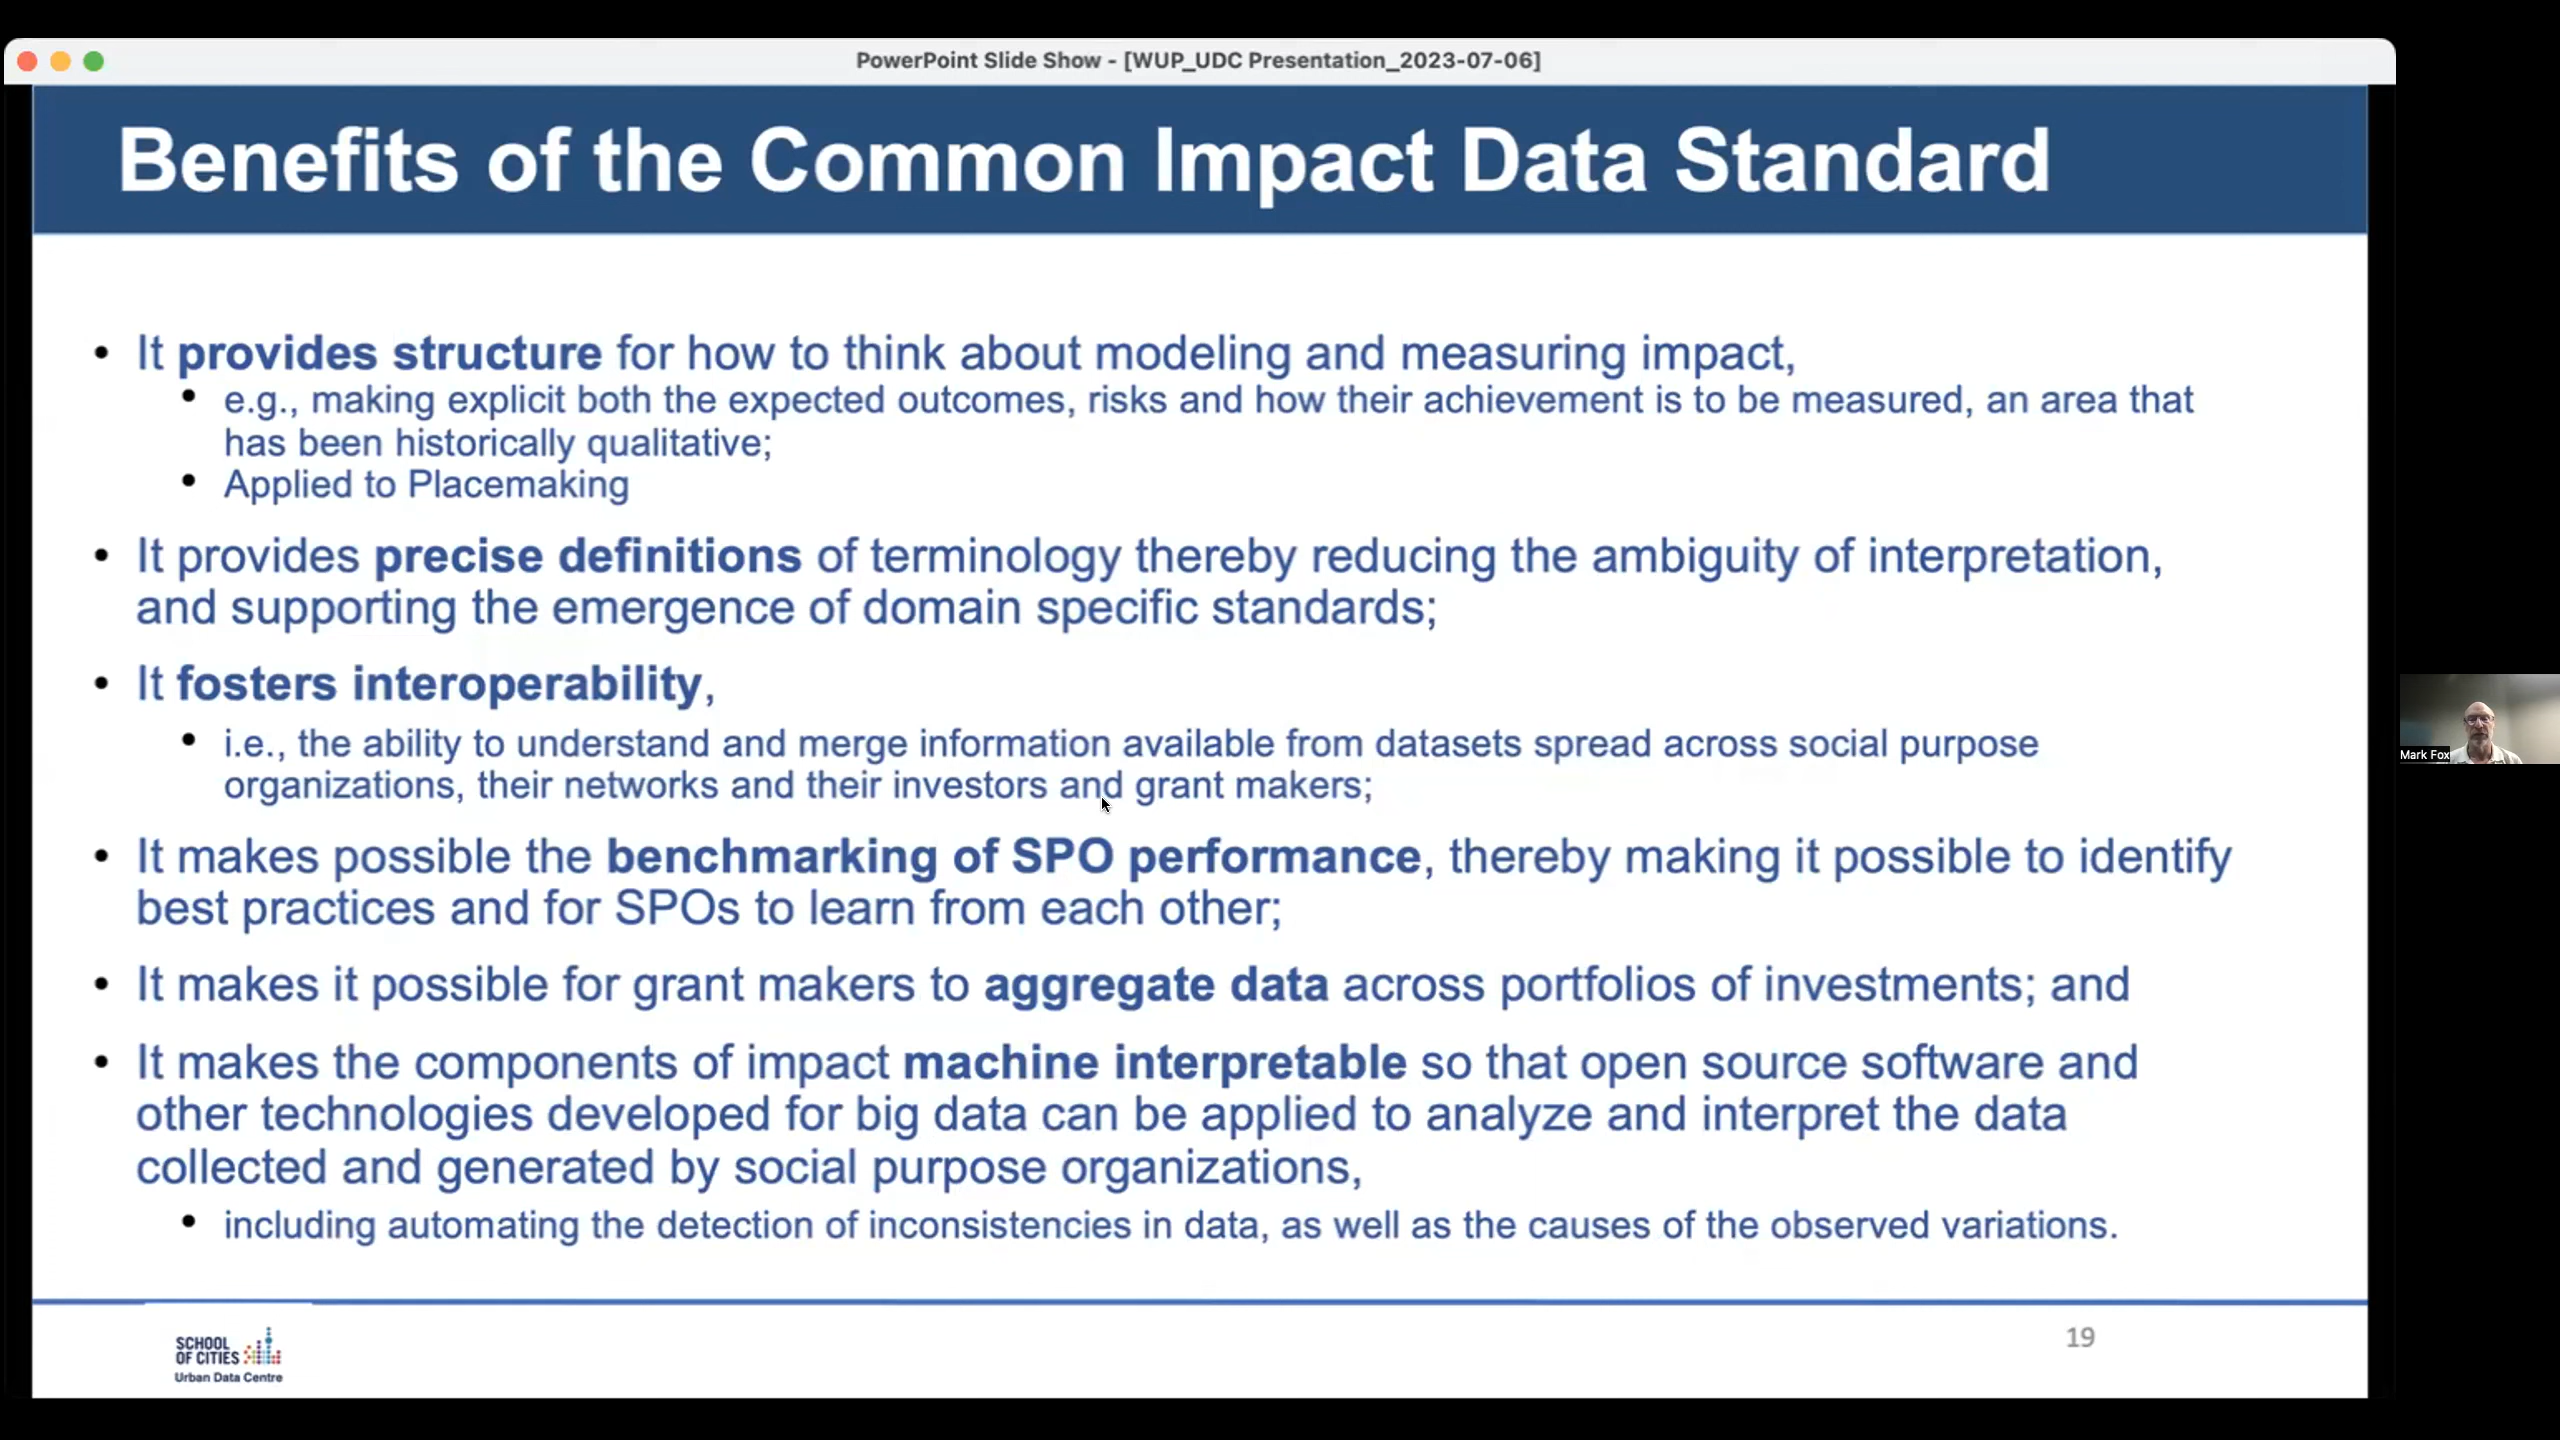 PowerPoint Slide Show - [WUP_UDC Presentation_2023-07-06]
Benefits of the Common Impact Data Standard
• It provides structure for how to think about modeling and measuring impact,
• e.g., making explicit both the expected outcomes, risks and how their achievement is to be measured, an area that
has been historically qualitative;
• Applied to Placemaking
• It provides precise definitions of terminology thereby reducing the ambiguity of interpretation,
and supporting the emergence of domain specific standards;
• It fosters interoperability,
• i.e., the ability to understand and merge information available from datasets spread across social purpose
organizations, their networks and their investors and grant makers;
• It makes possible the benchmarking of SPO performance, thereby making it possible to identify
best practices and for SPOs to learn from each other;
• It makes it possible for grant makers to aggregate data across portfolios of investments; and
• It makes the components of impact machine interpretable so that open source software and
other technologies developed for big data can be applied to analyze and interpret the data
collected and generated by social purpose organizations,
• including automating the detection of inconsistencies in data, as well as the causes of the observed variations.
SCHOOL
OF CITIES
Urban Data Centre
19
Mark Fox